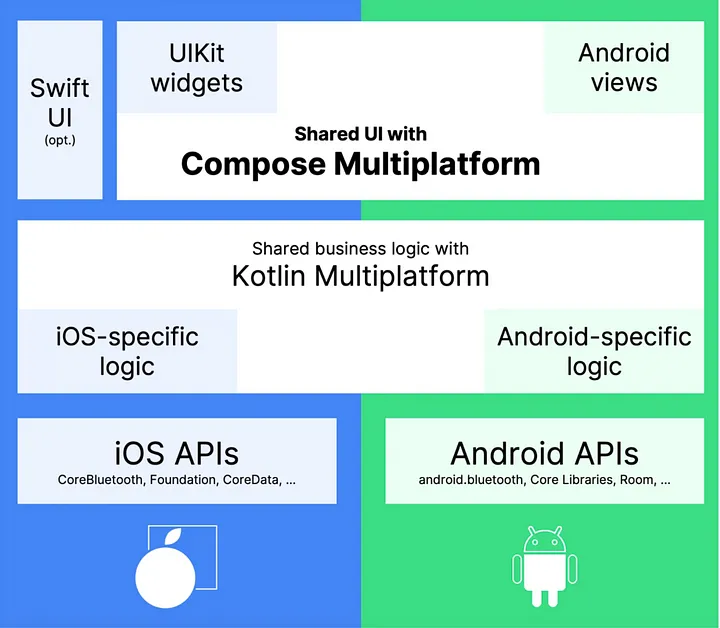 Swift
UI
(opt.)
UIKit
widgets
Android
views
Shared UI with
Compose Multiplatform
Shared business logic with
Kotlin Multiplatform
iOS-specific
logic
Android-specific
logic
iOS APIs
CoreBluetooth, Foundation, CoreData, ...
Android APIs
android.bluetooth, Core Libraries, Room, ...